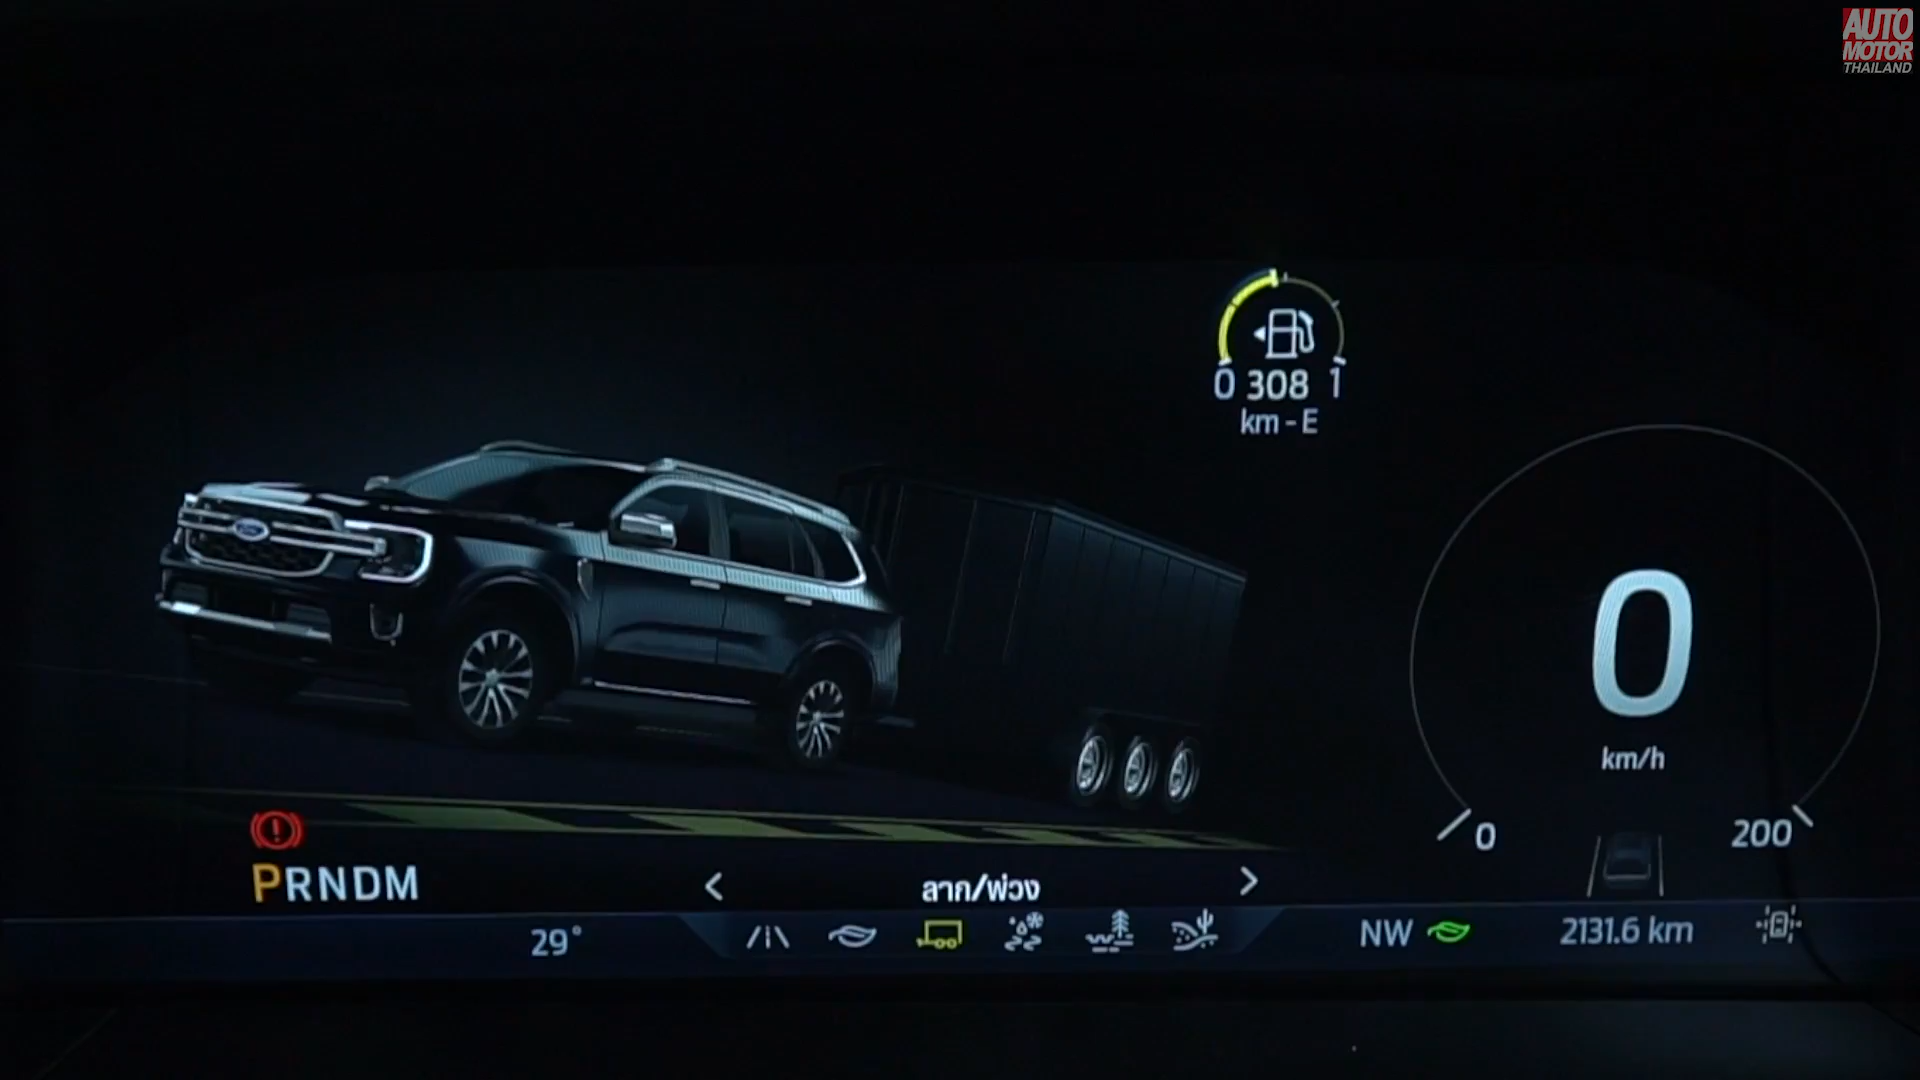 AUTO
MOTOR
THAILAND
0 308 1
km - E
Ford
0
km/h
0 200
PRNDM
< ลาก/พ่วง >
29°
NW
2131.6 km